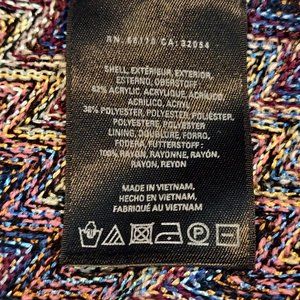 CA: 32054
SHELL, EXTÉRIEUR, EXTERIOR,
ESTERNO, OBERSTOFF
62% ACRYLIC, ACRYLIQUE, ACRÍLICO
ACRILICO, ACRYL
38% POLYESTER, POLYESTER, POLIÉSTER,
POLYESTERE, POLYESTER
LINING, DOUBLURE, FORRO,
FODERA, FUTTERSTOFF:
100% RAYON, RAYONNE, RAYÓN,
RAYON, REYON
MADE IN VIETNAM,
HECHO EN VIETNAM,
FABRIQUÉ AU VIETNAM
P